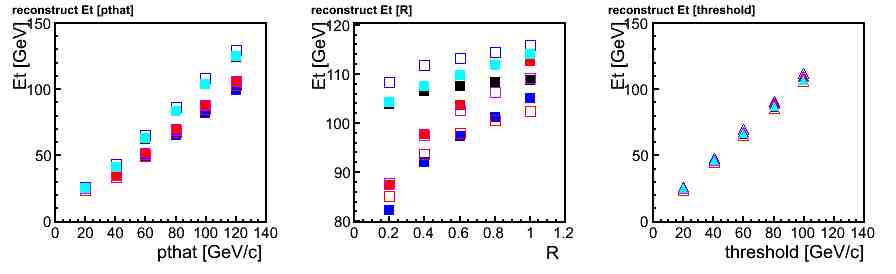 reconstruct Et [pthat]
Et [GeV]
150
100
50
0
0 20 40 60 80 100 120 140
pthat [GeV/c]
reconstruct Et [R]
Et [GeV]
120
110
100
90
80
0 0.2 0.4 0.6 0.8 1 1.2
R
reconstruct Et [threshold]
Et [GeV]
150
100
50
0
0 20 40 60 80 100 120 140
threshold [GeV/c]